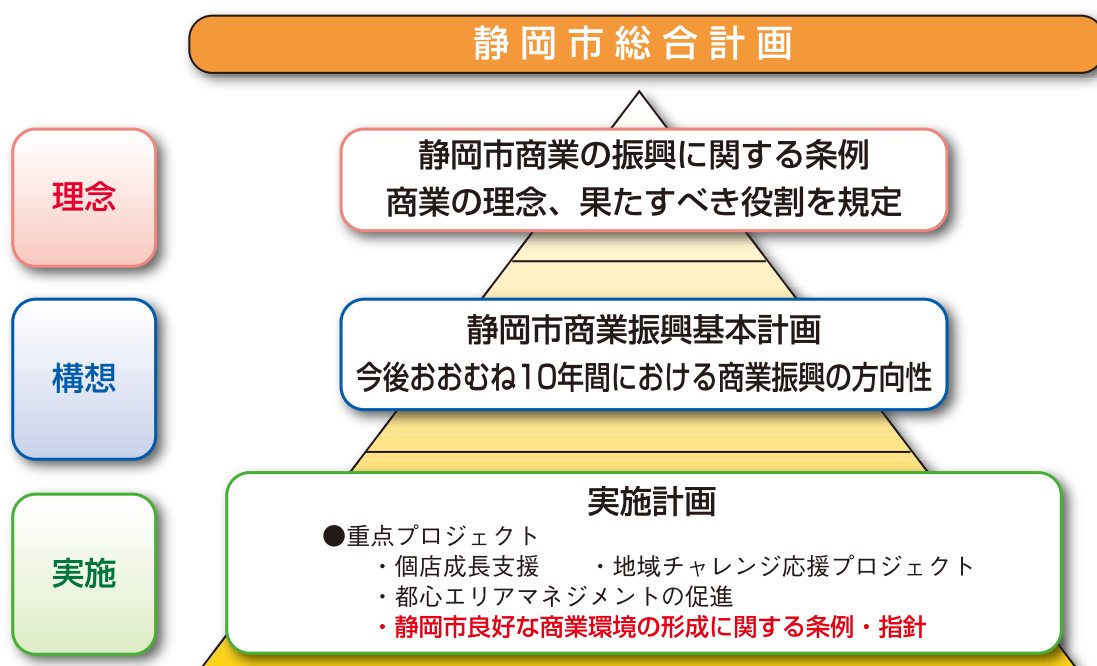 静岡市総合計画
理念
静岡市商業の振興に関する条例
商業の理念、果たすべき役割を規定
構想
静岡市商業振興基本計画
今後おおむね10年間における商業振興の方向性
実施
実施計画
●重点プロジェクト
・個店成長支援　・地域チャレンジ応援プロジェクト
・都心エリアマネジメントの促進
・静岡市良好な商業環境の形成に関する条例・指針